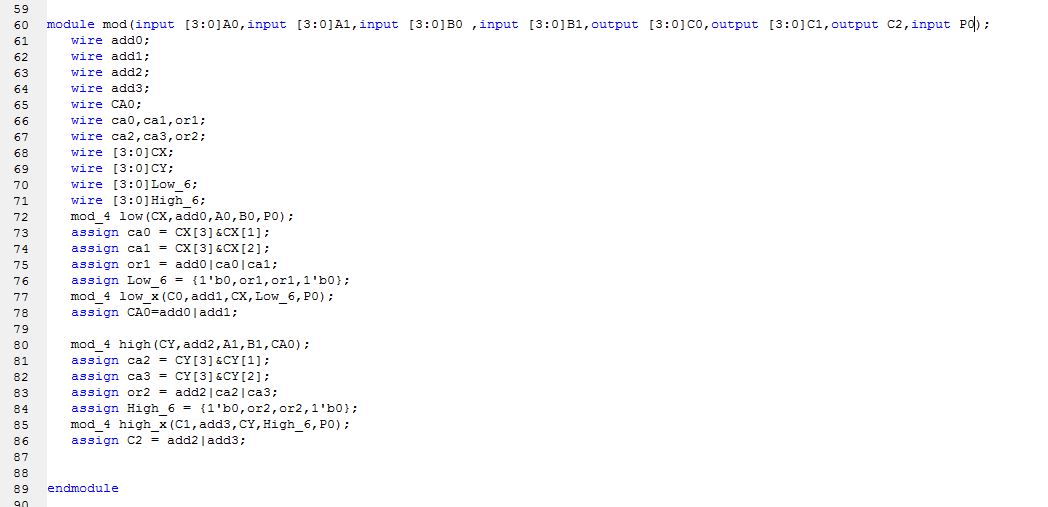 59
60 module mod(input [3:0]A0,input [3:0]A1,input [3:0]B0 ,input [3:0]B1,output [3:0]C0,output [3:0]C1,output C2,input P0);
61 wire add0;
62 wire add1;
63 wire add2;
64 wire add3;
65 wire CA0;
66 wire ca0,ca1,or1;
67 wire ca2,ca3,or2;
68 wire [3:0]CX;
69 wire [3:0]CY;
70 wire [3:0]Low_6;
71 wire [3:0]High_6;
72 mod_4 low(CX,add0,A0,B0,P0);
73 assign ca0 = CX[3]&CX[1];
74 assign ca1 = CX[3]&CX[2];
75 assign or1 = add0|ca0|ca1;
76 assign Low_6 = {1'b0,or1,or1,1'b0};
77 mod_4 low_x(C0,add1,CX,Low_6,P0);
78 assign CA0=add0|add1;
79
80 mod_4 high(CY,add2,A1,B1,CA0);
81 assign ca2 = CY[3]&CY[1];
82 assign ca3 = CY[3]&CY[2];
83 assign or2 = add2|ca2|ca3;
84 assign High_6 = {1'b0,or2,or2,1'b0};
85 mod_4 high_x(C1,add3,CY,High_6,P0);
86 assign C2 = add2|add3;
87
88
89 endmodule
90